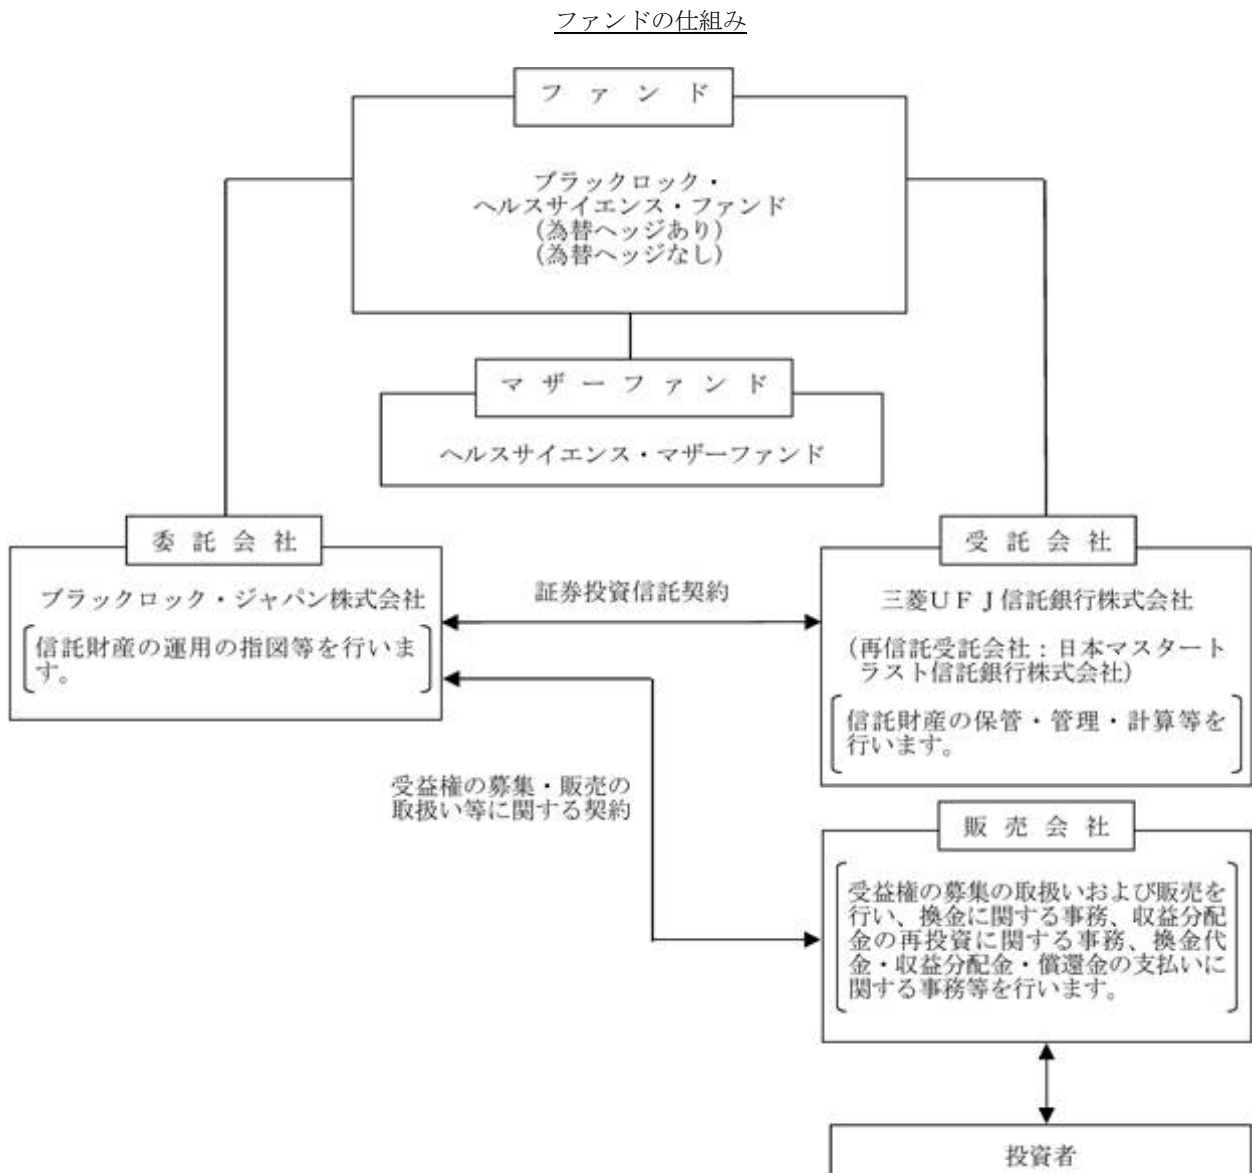 ファンドの仕組み
ファンド
ブラックロック・
ヘルスサイエンス・ファンド
（為替ヘッジあり）
（為替ヘッジなし）
マザーファンド
ヘルスサイエンス・マザーファンド
委託会社
ブラックロック・ジャパン株式会社
信託財産の運用の指図等を行いま
す。
証券投資信託契約
受託会社
三菱ＵＦＪ信託銀行株式会社
（再信託受託会社：日本マスタート
ラスト信託銀行株式会社）
信託財産の保管・管理・計算等を
行います。
受益権の募集・販売の
取扱い等に関する契約
販売会社
受益権の募集の取扱いおよび販売を
行い、換金に関する事務、収益分配
金の再投資に関する事務、換金代
金・収益分配金・償還金の支払いに
関する事務等を行います。
投資者